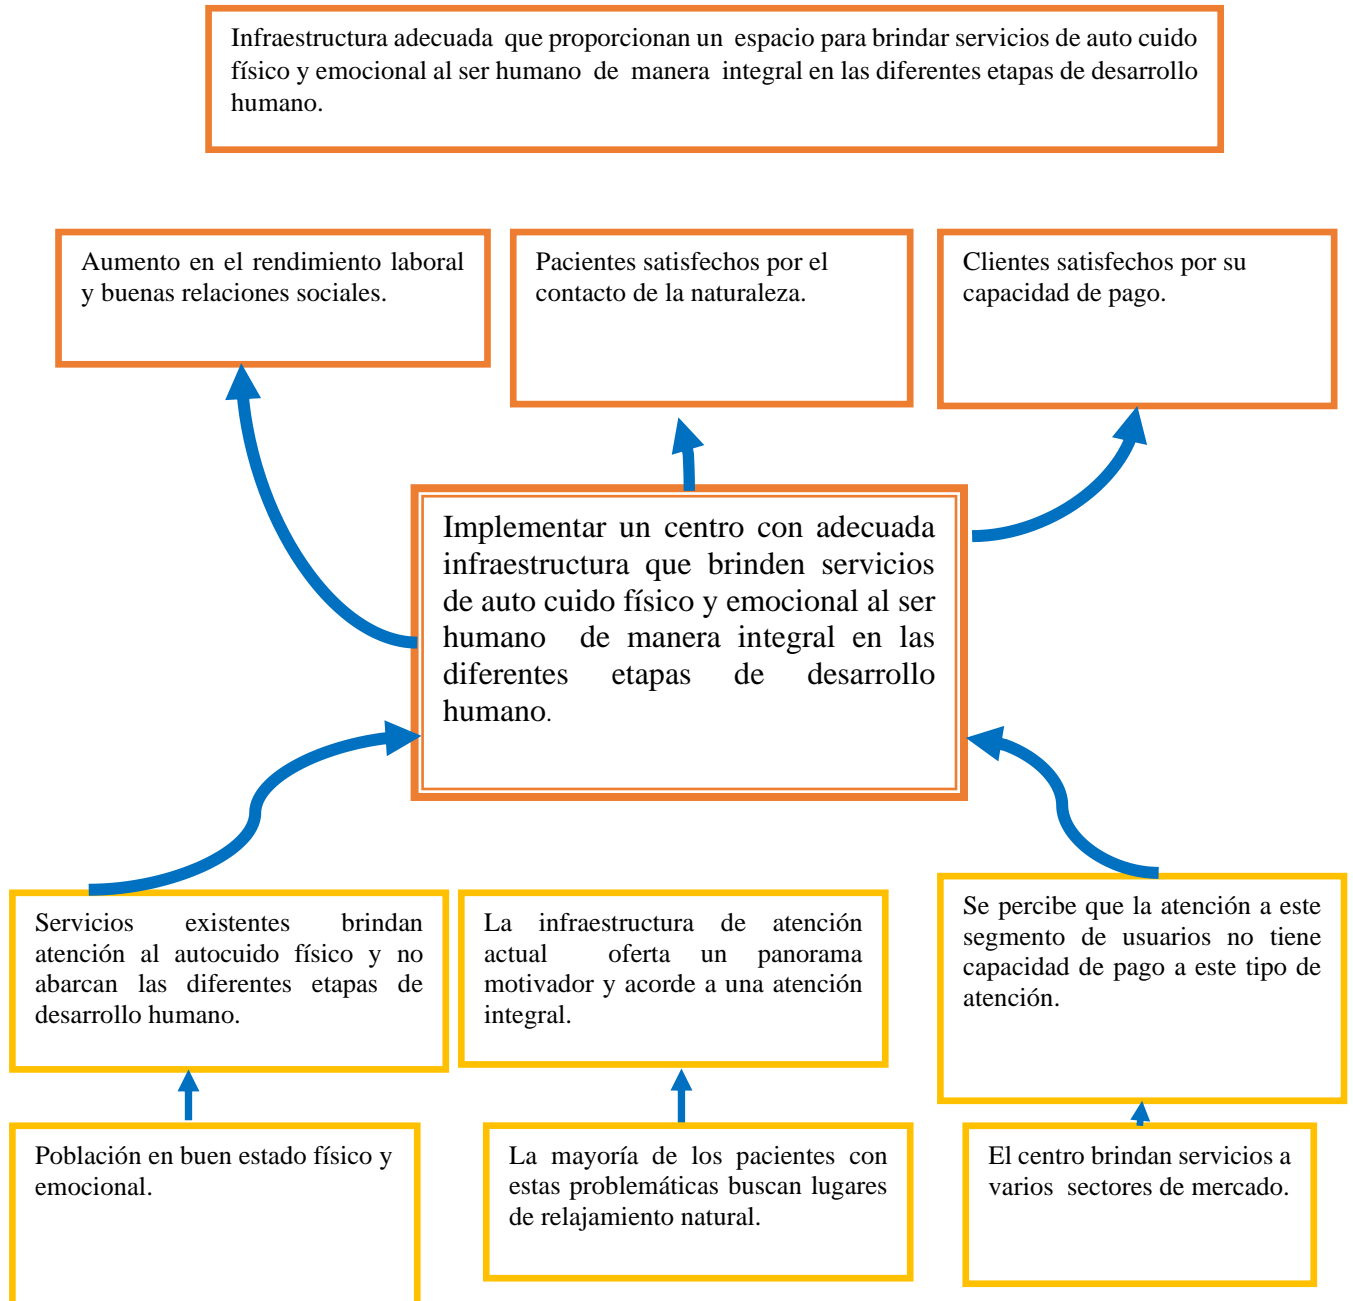 Infraestructura adecuada que proporcionan un espacio para brindar servicios de auto cuido
físico y emocional al ser humano de manera integral en las diferentes etapas de desarrollo
humano.
Aumento en el rendimiento laboral
y buenas relaciones sociales.
Pacientes satisfechos por el
contacto de la naturaleza.
Clientes satisfechos por su
capacidad de pago.
Implementar un centro con adecuada
infraestructura que brinden servicios
de auto cuido físico y emocional al ser
humano de manera integral en las
diferentes etapas de desarrollo
humano.
Servicios existentes brindan
atención al autocuido físico y no
abarcan las diferentes etapas de
desarrollo humano.
La infraestructura de atención
actual oferta un panorama
motivador y acorde a una atención
integral.
Se percibe que la atención a este
segmento de usuarios no tiene
capacidad de pago a este tipo de
atención.
Población en buen estado físico y
emocional.
La mayoría de los pacientes con
estas problemáticas buscan lugares
de relajamiento natural.
El centro brindan servicios a
varios sectores de mercado.